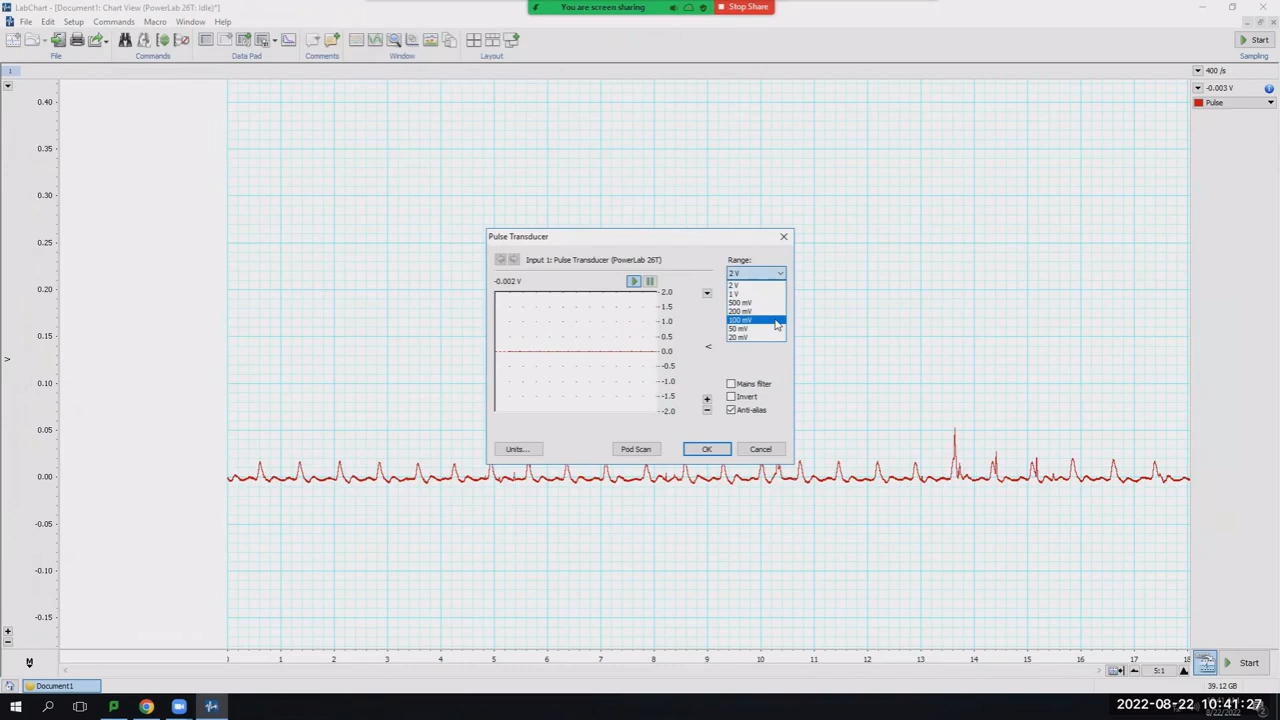 LabChart - [Document1: Chart View (PowerLab 26T: Idle)*]
You are screen sharing
Stop Share
File Edit Setup Commands Macro Window Help
File
Commands
Data Pad
Comments
Window
Layout
Start
Sampling
1
400 /s
-0.003 V
Pulse
0.40
0.35
0.30
0.25
0.15
0.10
0.05
0.00
-0.05
-0.10
-0.15
Pulse Transducer
Input 1: Pulse Transducer (PowerLab 26T)
Range:
-0.002 V
2 V
2 V
1 V
500 mV
200 mV
100 mV
50 mV
20 mV
2.0
1.5
1.0
0.5
0.0
-0.5
-1.0
-1.5
-2.0
Mains filter
Invert
Anti-alias
Units...
Pod Scan
OK
Cancel
1 2 3 4 5 6 7 8 9 10 11 12 13 14 15 16 17 18
5:1
Start
Document1
39.12 GB
2022-08-22 10:41:27